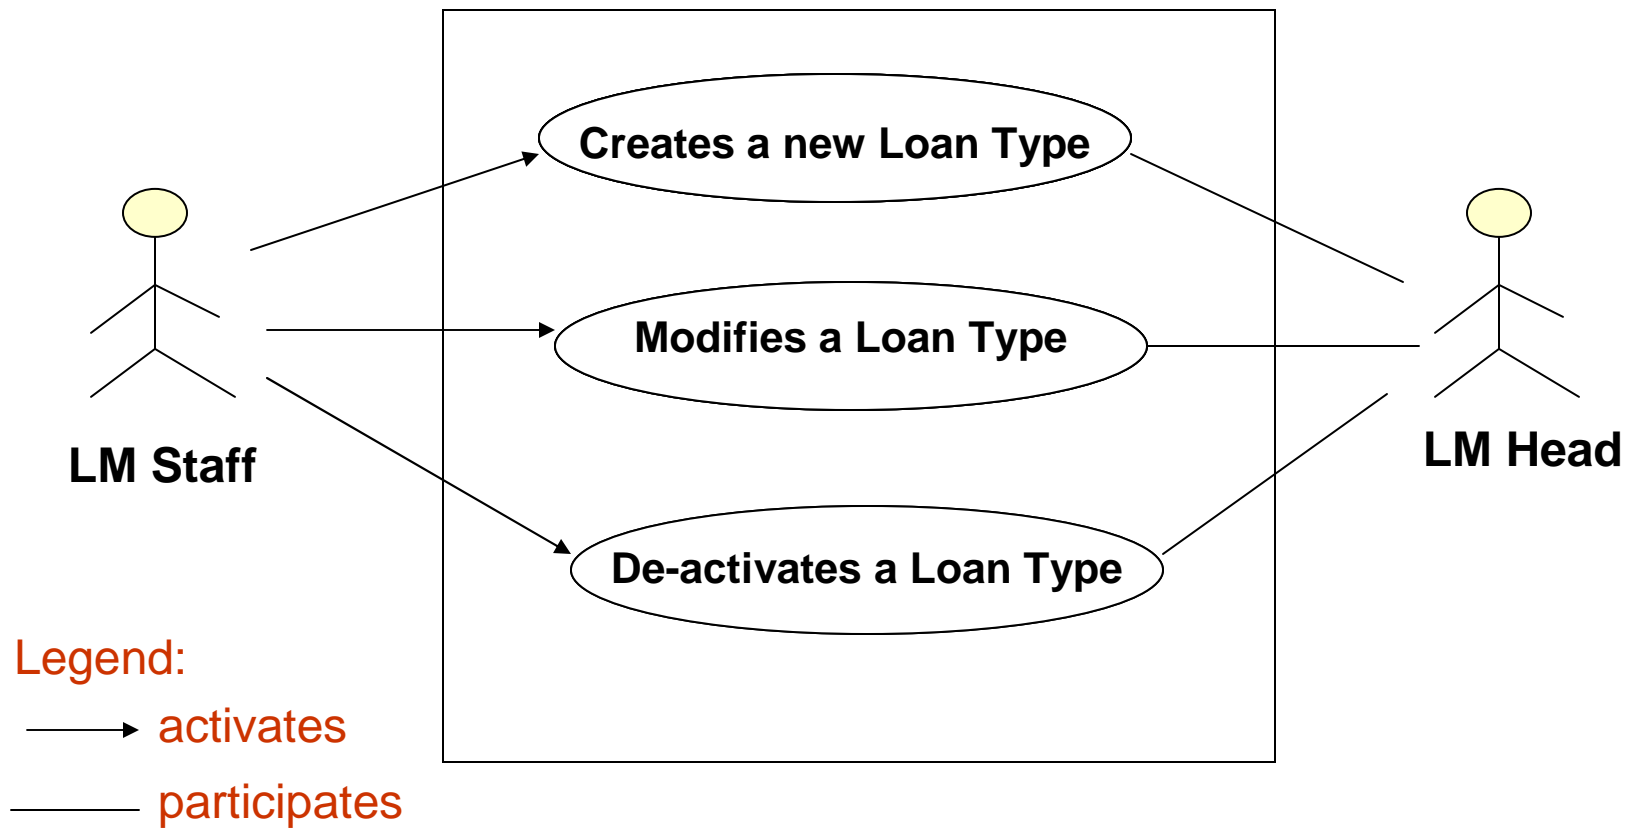 Creates a new Loan Type
Modifies a Loan Type
LM Staff
LM Head
De-activates a Loan Type
Legend:
activates
participates